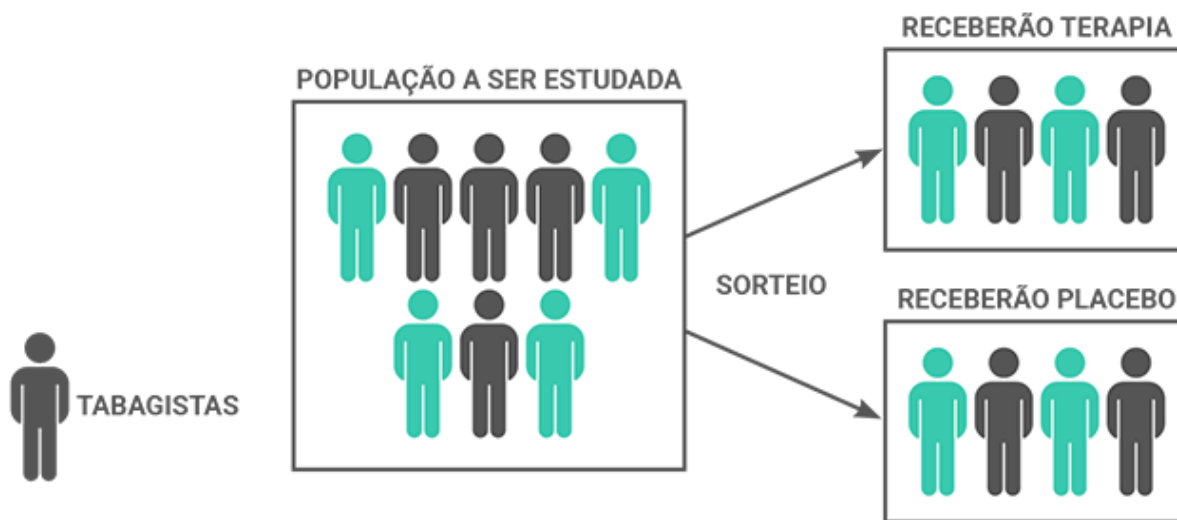 RECEBERÃO TERAPIA
POPULAÇÃO A SER ESTUDADA
SORTEIO
RECEBERÃO PLACEBO
TABAGISTAS